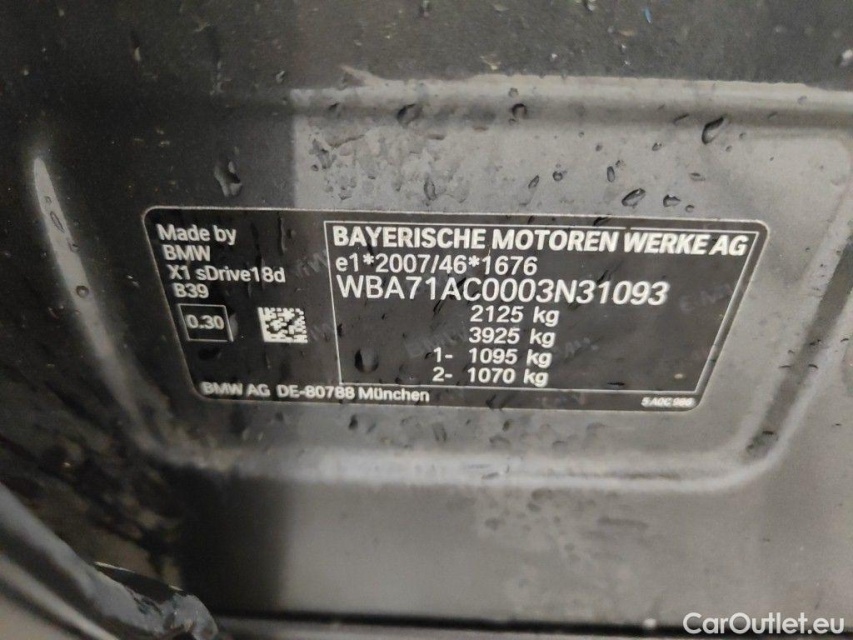 Made by
BMW
X1 sDrive18d
B39
0.30
BAYERISCHE MOTOREN WERKE AG
e1*2007/46*1676
WBA71AC0003N31093
2125 kg
3925 kg
1- 1095 kg
2- 1070 kg
BMW AG DE-80788 München
CarOutlet.eu